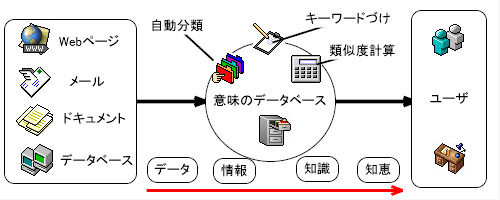 Webページ
メール
ドキュメント
データベース
自動分類
キーワードづけ
類似度計算
意味のデータベース
ユーザ
データ
情報
知識
知恵